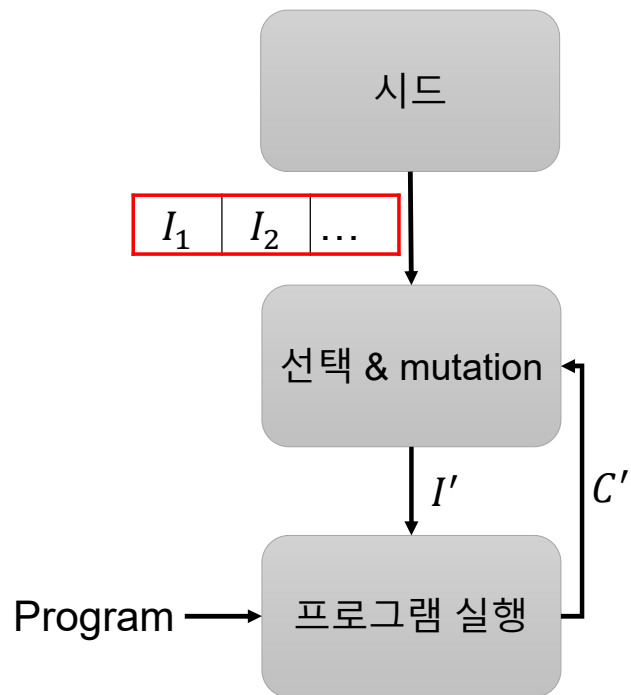 시드
I₁ I₂ ...
선택 & mutation
I′
C′
Program
프로그램 실행